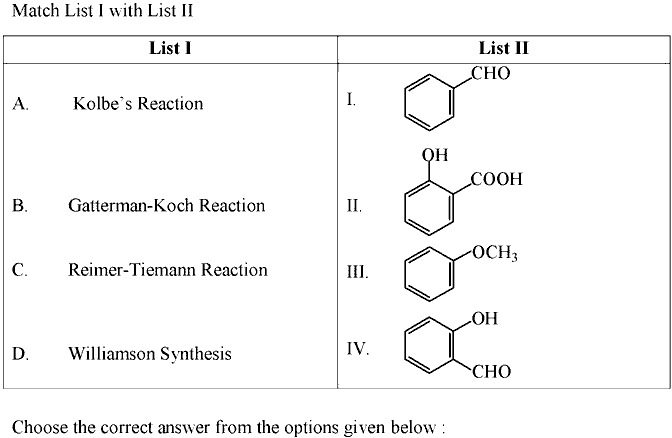 Match List I with List II
List I List II
A. Kolbe's Reaction I. CHO
OH
COOH
B. Gatterman-Koch Reaction II.
OCH3
C. Reimer-Tiemann Reaction III.
OH
D. Williamson Synthesis IV.
CHO
Choose the correct answer from the options given below :